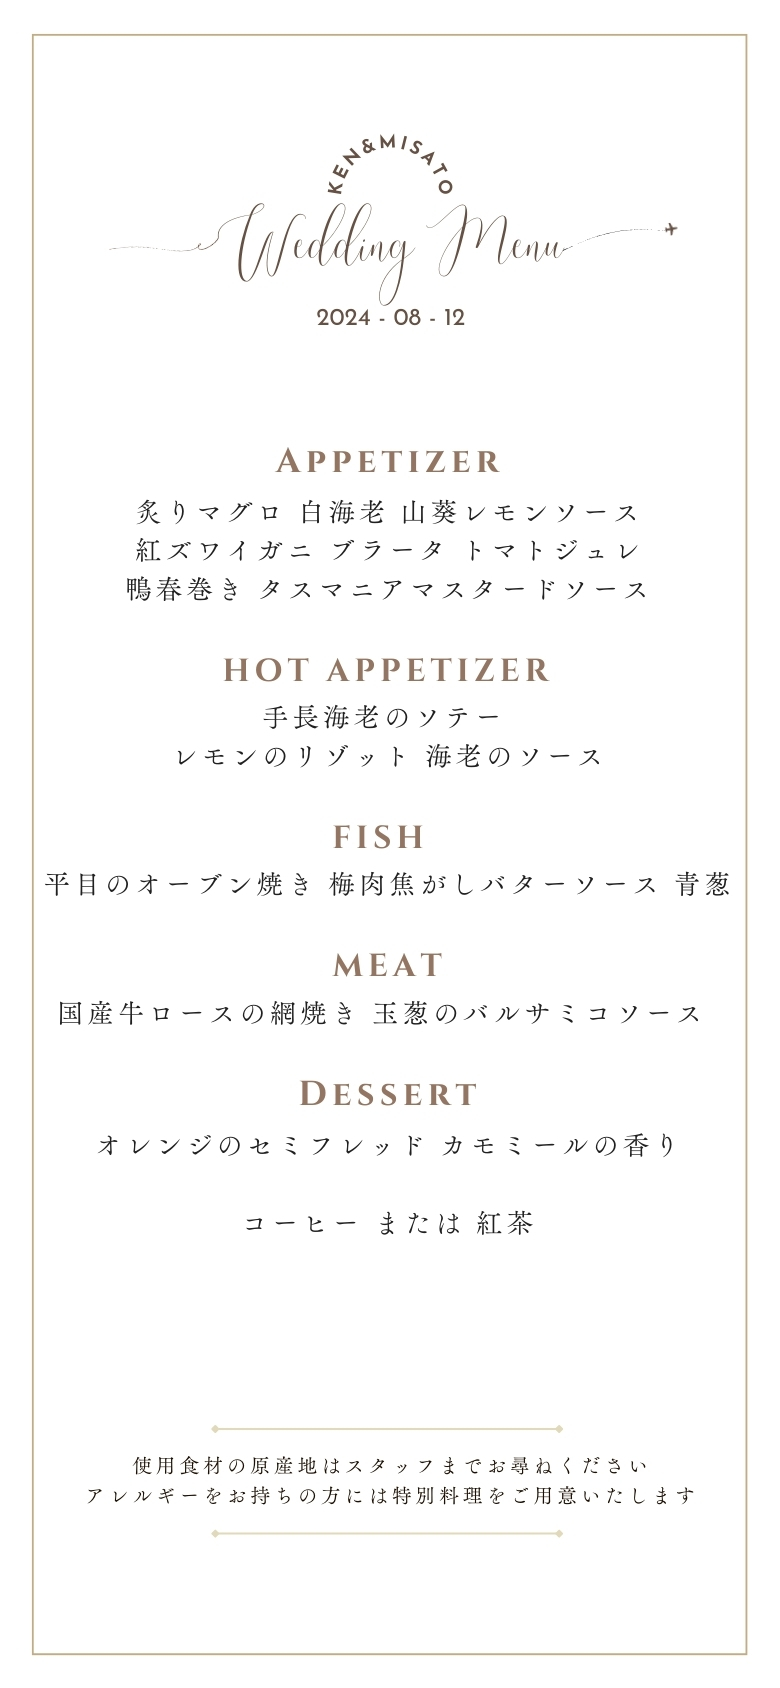 KEN&MISATO
Wedding Menu
2024 - 08 - 12
APPETIZER
炙りマグロ 白海老 山葵レモンソース
紅ズワイガニ ブラータ トマトジュレ
鴨春巻き タスマニアマスタードソース
HOT APPETIZER
手長海老のソテー
レモンのリゾット 海老のソース
FISH
平目のオーブン焼き 梅肉焦がしバターソース 青葱
MEAT
国産牛ロースの網焼き 玉葱のバルサミコソース
DESSERT
オレンジのセミフレッド カモミールの香り
コーヒー または 紅茶
使用食材の原産地はスタッフまでお尋ねください
アレルギーをお持ちの方には特別料理をご用意いたします